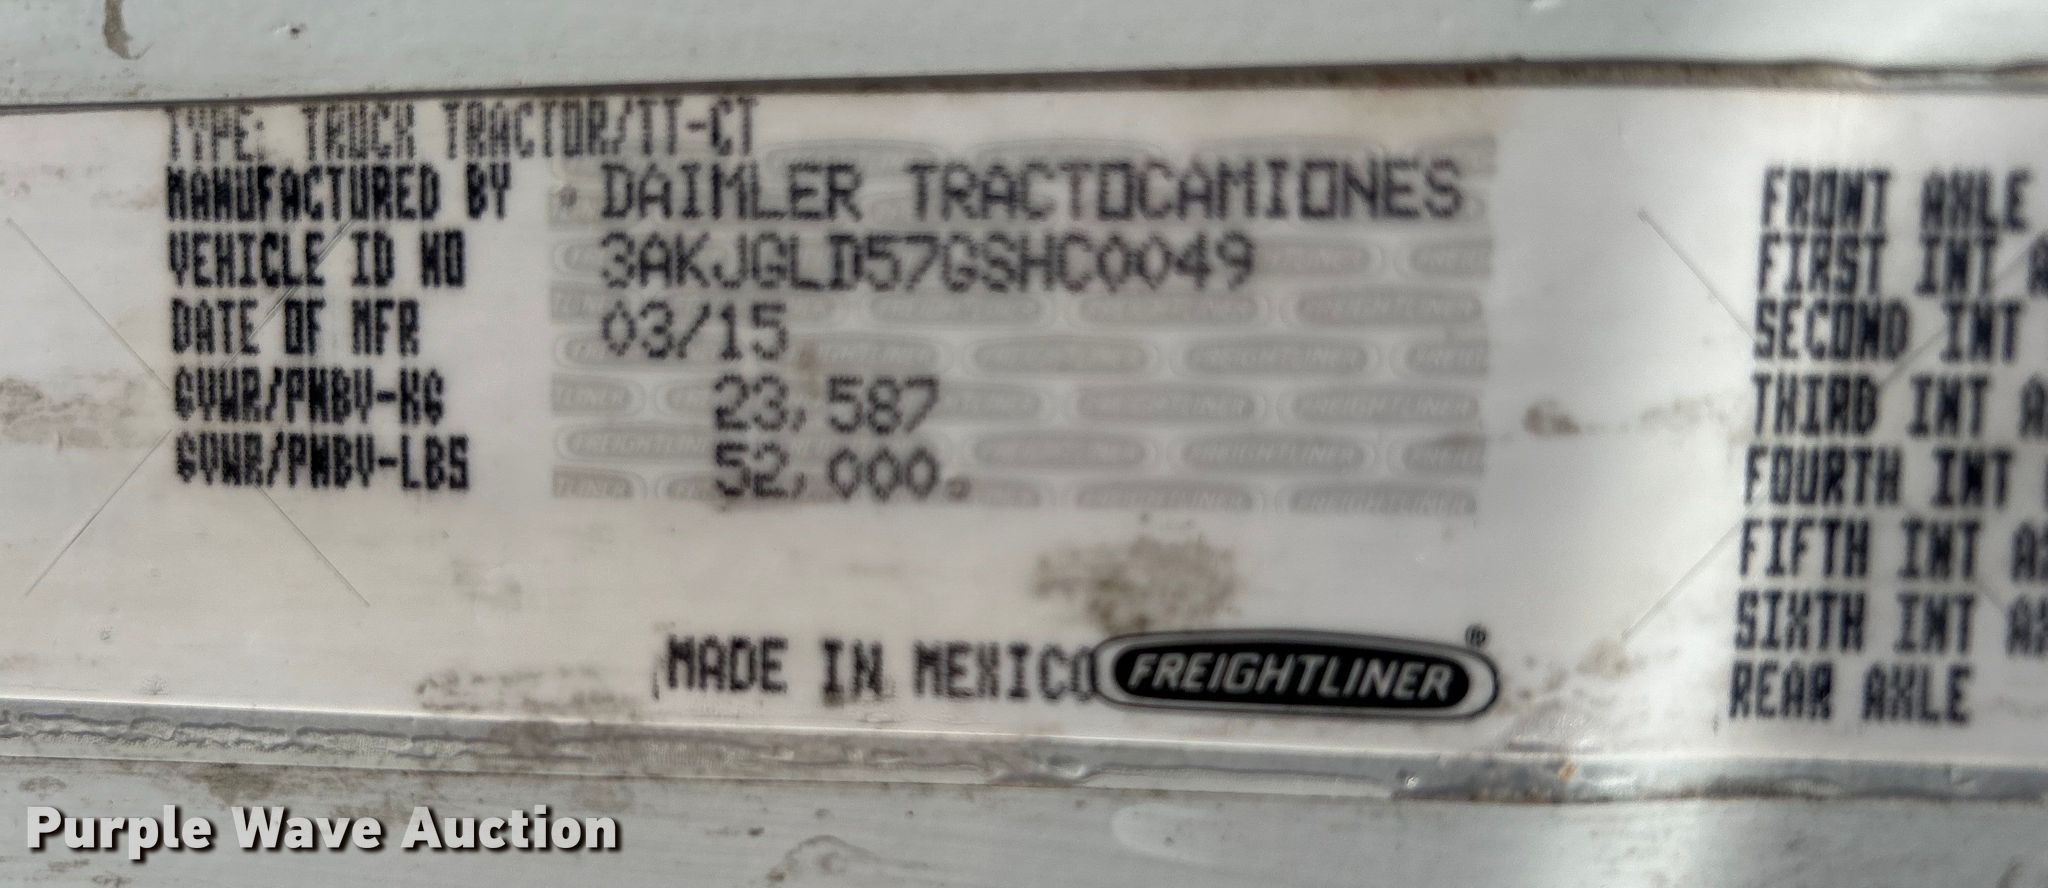 TYPE: TRUCK TRACTOR/TT-CT
MANUFACTURED BY DAIMLER TRACTOCAMIONES
VEHICLE ID NO 3AKJGLD57GSHC0049
DATE OF MFR 03/15
GVWR/PNBV-KG 23,587
GVWR/PNBV-LBS 52,000.
MADE IN MEXICO FREIGHTLINER®
FRONT AXLE
FIRST INT A
SECOND INT
THIRD INT A
FOURTH INT
FIFTH INT AX
SIXTH INT AX
REAR AXLE
Purple Wave Auction